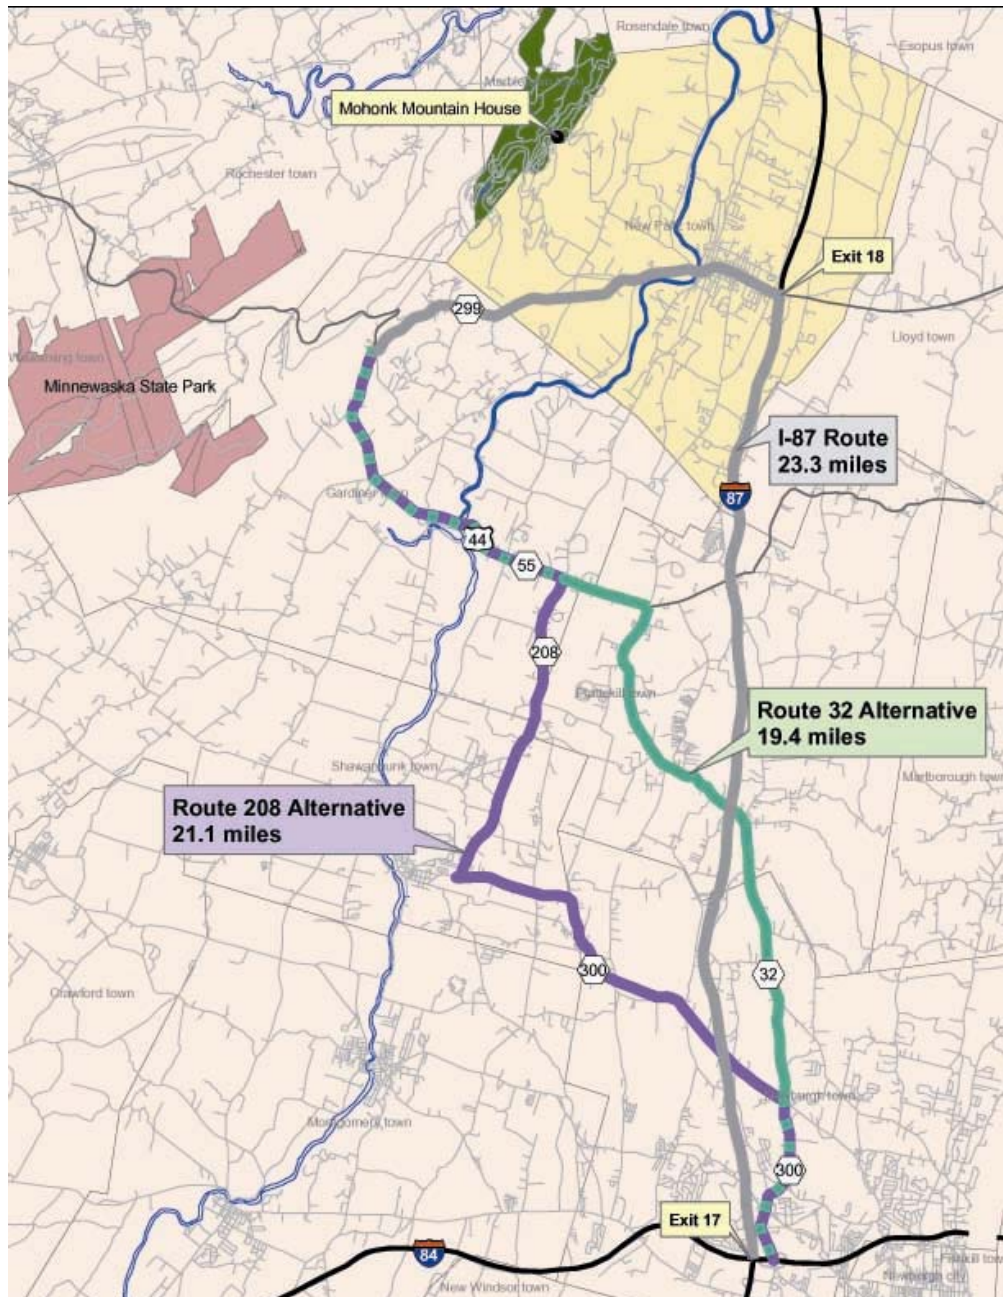 Rosendale town
Esopus town
Mohonk Mountain House
Rochester town
New Paltz town
Exit 18
299
Lloyd town
Minnewaska State Park
I-87 Route
23.3 miles
87
44
55
208
Plattekill town
Route 32 Alternative
19.4 miles
Shawangunk town
Marlborough town
Route 208 Alternative
21.1 miles
300
32
Crawford town
Montgomery town
300
Exit 17
84
New Windsor town
Newburgh city